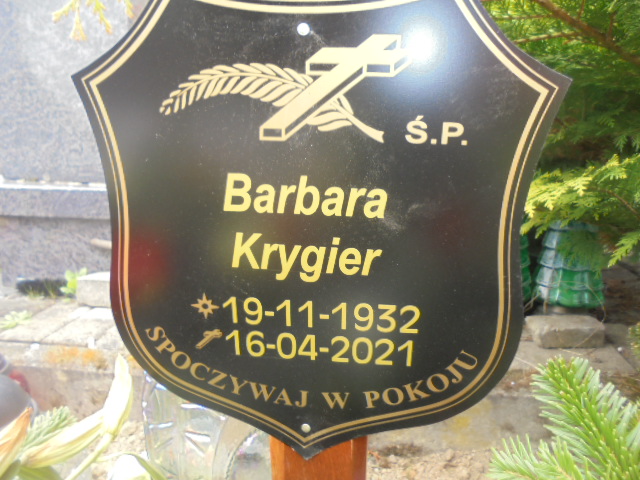 Ś.P.
Barbara
Krygier
19-11-1932
16-04-2021
SPOCZYWAJ W POKOJU